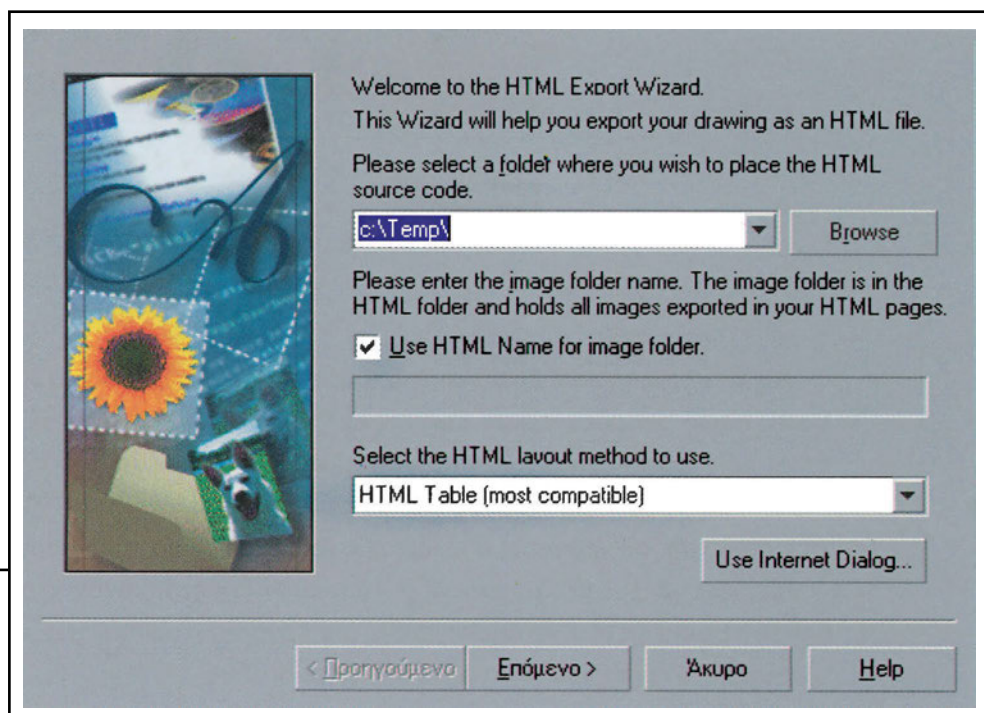 Welcome to the HTML Export Wizard.
This Wizard will help you export your drawing as an HTML file.
Please select a folder where you wish to place the HTML
source code.
c:\Temp\
Browse
Please enter the image folder name. The image folder is in the
HTML folder and holds all images exported in your HTML pages.
Use HTML Name for image folder.
Select the HTML layout method to use.
HTML Table (most compatible)
Use Internet Dialog...
< Προηγούμενο
Επόμενο >
Άκυρο
Help